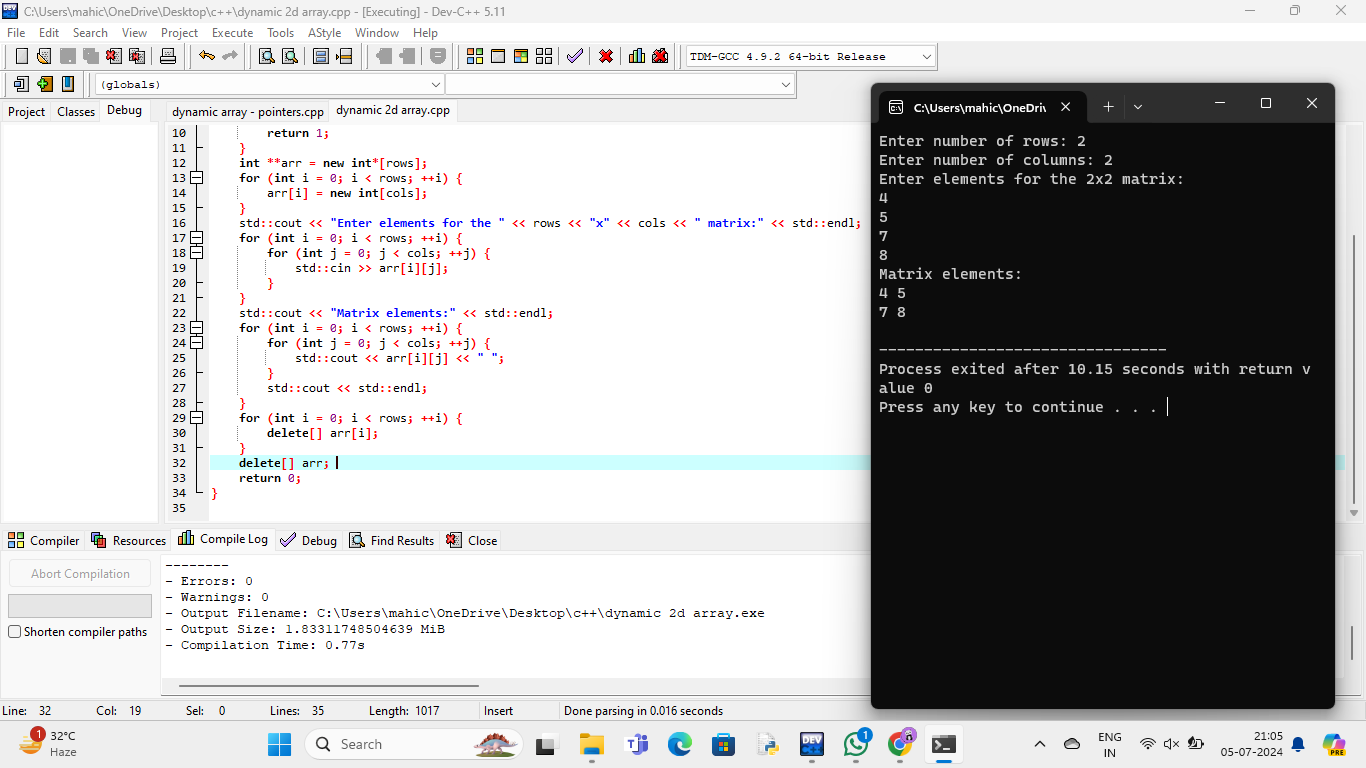 C:\Users\mahic\OneDrive\Desktop\c++\dynamic 2d array.cpp - [Executing] - Dev-C++ 5.11
File Edit Search View Project Execute Tools AStyle Window Help
TDM-GCC 4.9.2 64-bit Release
(globals)
Project Classes Debug
dynamic array - pointers.cpp dynamic 2d array.cpp
10 return 1;
11 }
12 int **arr = new int*[rows];
13 for (int i = 0; i < rows; ++i) {
14 arr[i] = new int[cols];
15 }
16 std::cout << "Enter elements for the " << rows << "x" << cols << " matrix:" << std::endl;
17 for (int i = 0; i < rows; ++i) {
18 for (int j = 0; j < cols; ++j) {
19 std::cin >> arr[i][j];
20 }
21 }
22 std::cout << "Matrix elements:" << std::endl;
23 for (int i = 0; i < rows; ++i) {
24 for (int j = 0; j < cols; ++j) {
25 std::cout << arr[i][j] << " ";
26 }
27 std::cout << std::endl;
28 }
29 for (int i = 0; i < rows; ++i) {
30 delete[] arr[i];
31 }
32 delete[] arr;
33 return 0;
34 }
35
C:\Users\mahic\OneDri
Enter number of rows: 2
Enter number of columns: 2
Enter elements for the 2x2 matrix:
4
5
7
8
Matrix elements:
4 5
7 8
--------------------------------
Process exited after 10.15 seconds with return v
alue 0
Press any key to continue . . .
Compiler Resources Compile Log Debug Find Results Close
Abort Compilation
Shorten compiler paths
--------
- Errors: 0
- Warnings: 0
- Output Filename: C:\Users\mahic\OneDrive\Desktop\c++\dynamic 2d array.exe
- Output Size: 1.83311748504639 MiB
- Compilation Time: 0.77s
Line: 32 Col: 19 Sel: 0 Lines: 35 Length: 1017 Insert Done parsing in 0.016 seconds
1
32°C
Haze
Search
DEV
1
ENG
IN
21:05
05-07-2024
PRE